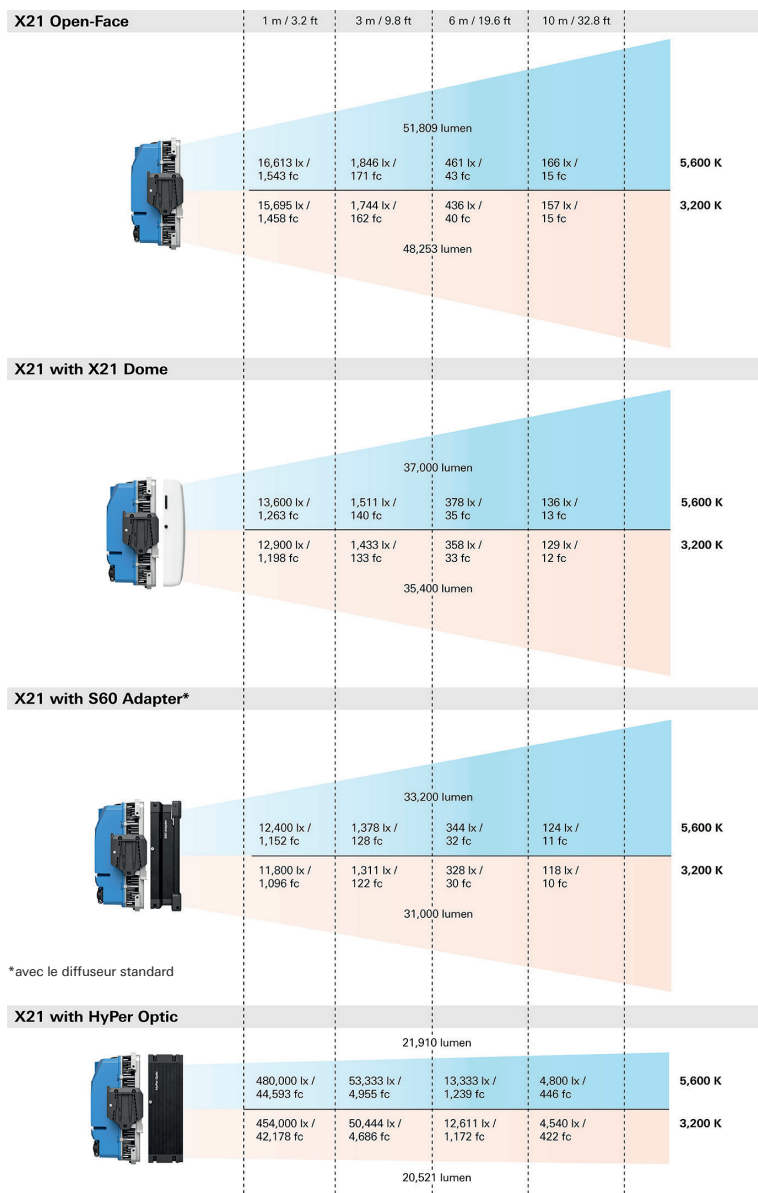 X21 Open-Face
1 m / 3.2 ft
3 m / 9.8 ft
6 m / 19.6 ft
10 m / 32.8 ft
51,809 lumen
16,613 lx /
1,543 fc
1,846 lx /
171 fc
461 lx /
43 fc
166 lx /
15 fc
5,600 K
15,695 lx /
1,458 fc
1,744 lx /
162 fc
436 lx /
40 fc
157 lx /
15 fc
3,200 K
48,253 lumen
X21 with X21 Dome
37,000 lumen
13,600 lx /
1,263 fc
1,511 lx /
140 fc
378 lx /
35 fc
136 lx /
13 fc
5,600 K
12,900 lx /
1,198 fc
1,433 lx /
133 fc
358 lx /
33 fc
129 lx /
12 fc
3,200 K
35,400 lumen
X21 with S60 Adapter*
33,200 lumen
12,400 lx /
1,152 fc
1,378 lx /
128 fc
344 lx /
32 fc
124 lx /
11 fc
5,600 K
S60 Adapter
11,800 lx /
1,096 fc
1,311 lx /
122 fc
328 lx /
30 fc
118 lx /
10 fc
3,200 K
31,000 lumen
*avec le diffuseur standard
X21 with HyPer Optic
21,910 lumen
HyPer Optic
480,000 lx /
44,593 fc
53,333 lx /
4,955 fc
13,333 lx /
1,239 fc
4,800 lx /
446 fc
5,600 K
454,000 lx /
42,178 fc
50,444 lx /
4,686 fc
12,611 lx /
1,172 fc
4,540 lx /
422 fc
3,200 K
20,521 lumen